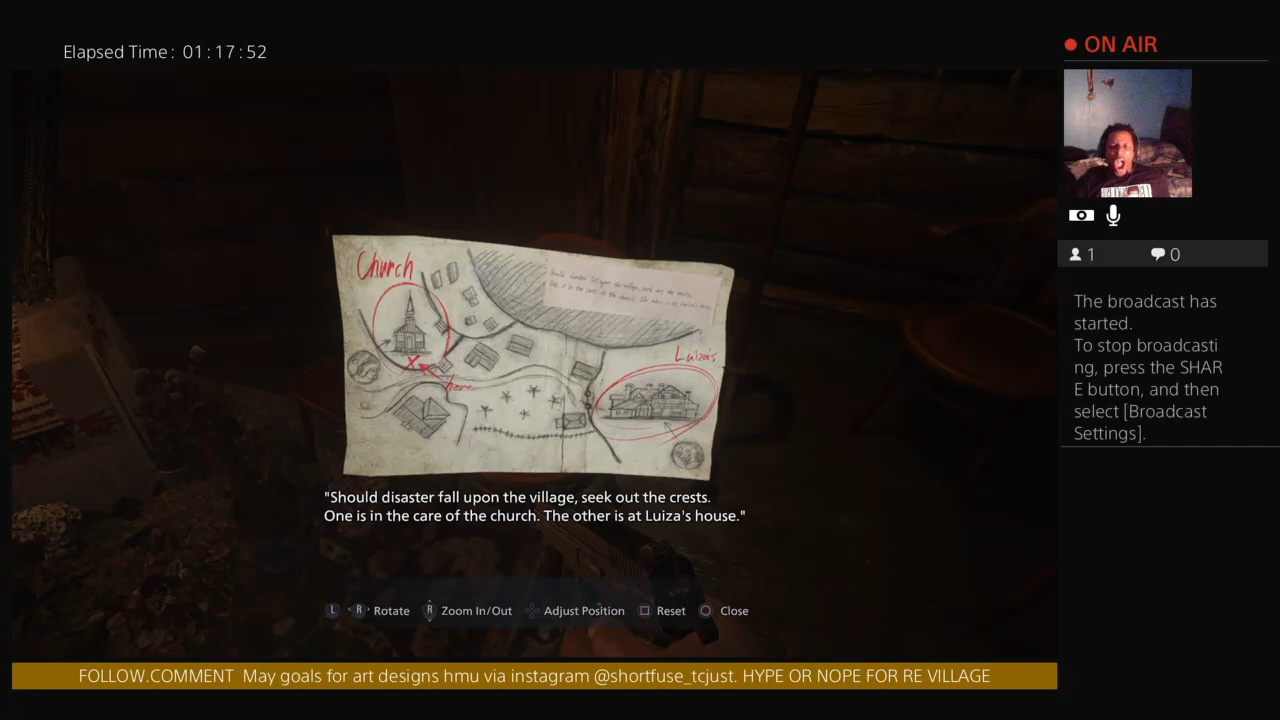 Elapsed Time: 01:17:52
ON AIR
1 0
The broadcast has
started.
To stop broadcasti
ng, press the SHAR
E button, and then
select [Broadcast
Settings].
Church
Luiza's
here
"Should disaster fall upon the village, seek out the crests.
One is in the care of the church. The other is at Luiza's house."
L R Rotate R Zoom In/Out Adjust Position Reset Close
FOLLOW.COMMENT May goals for art designs hmu via instagram @shortfuse_tcjust. HYPE OR NOPE FOR RE VILLAGE